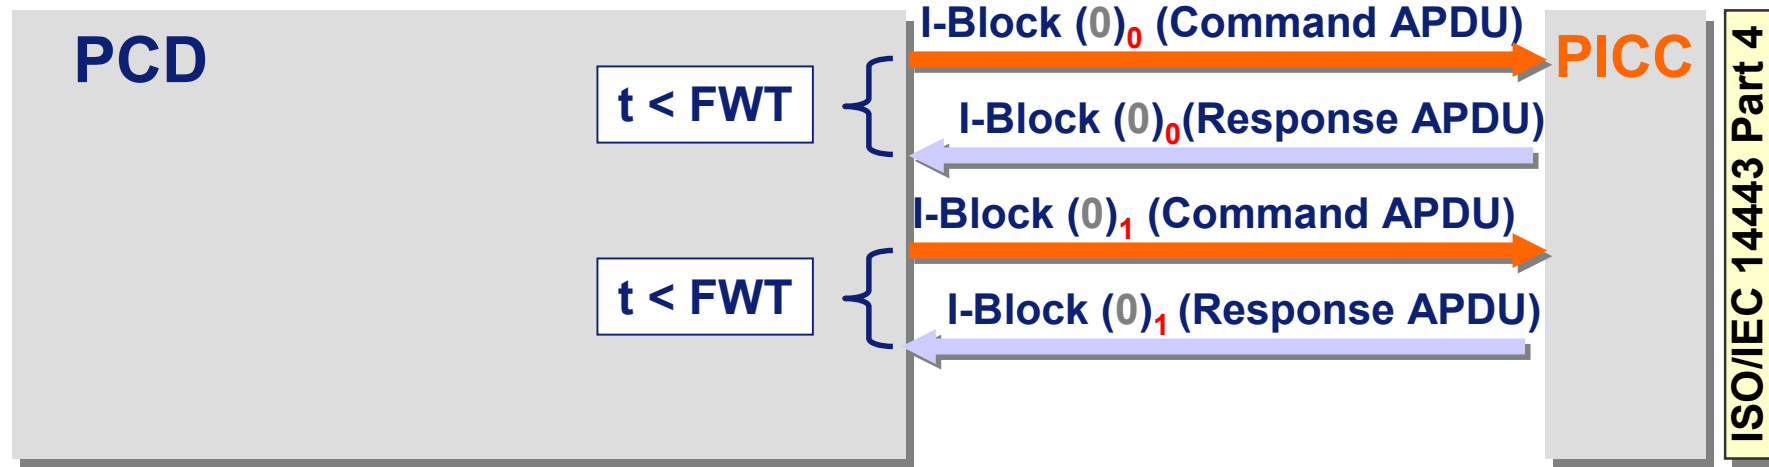 PCD
I-Block (0)0 (Command APDU)
PICC
t < FWT
I-Block (0)0(Response APDU)
I-Block (0)1 (Command APDU)
t < FWT
I-Block (0)1 (Response APDU)
ISO/IEC 14443 Part 4